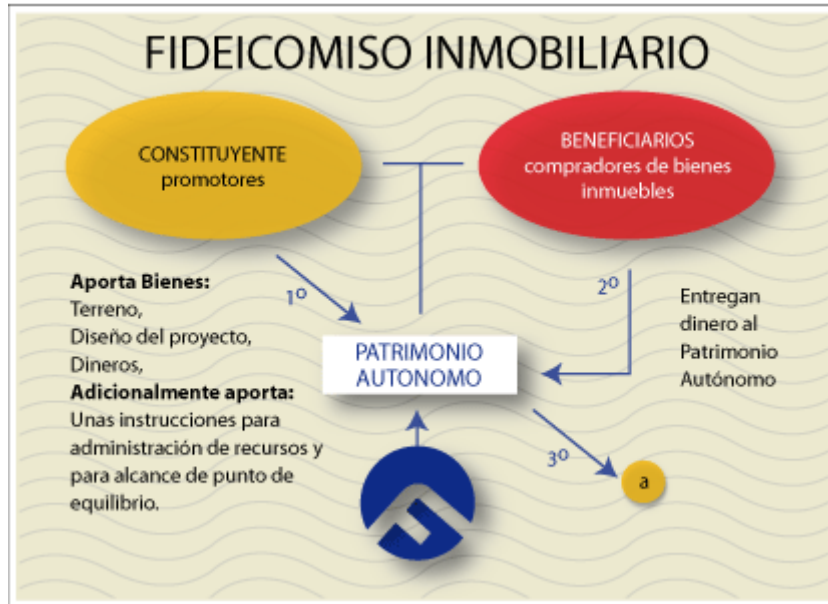 FIDEICOMISO INMOBILIARIO
CONSTITUYENTE
promotores
BENEFICIARIOS
compradores de bienes
inmuebles
1º
2º
Aporta Bienes:
Terreno,
Diseño del proyecto,
Dineros,
Adicionalmente aporta:
Unas instrucciones para
administración de recursos y
para alcance de punto de
equilibrio.
PATRIMONIO
AUTONOMO
Entregan
dinero al
Patrimonio
Autónomo
3º
a